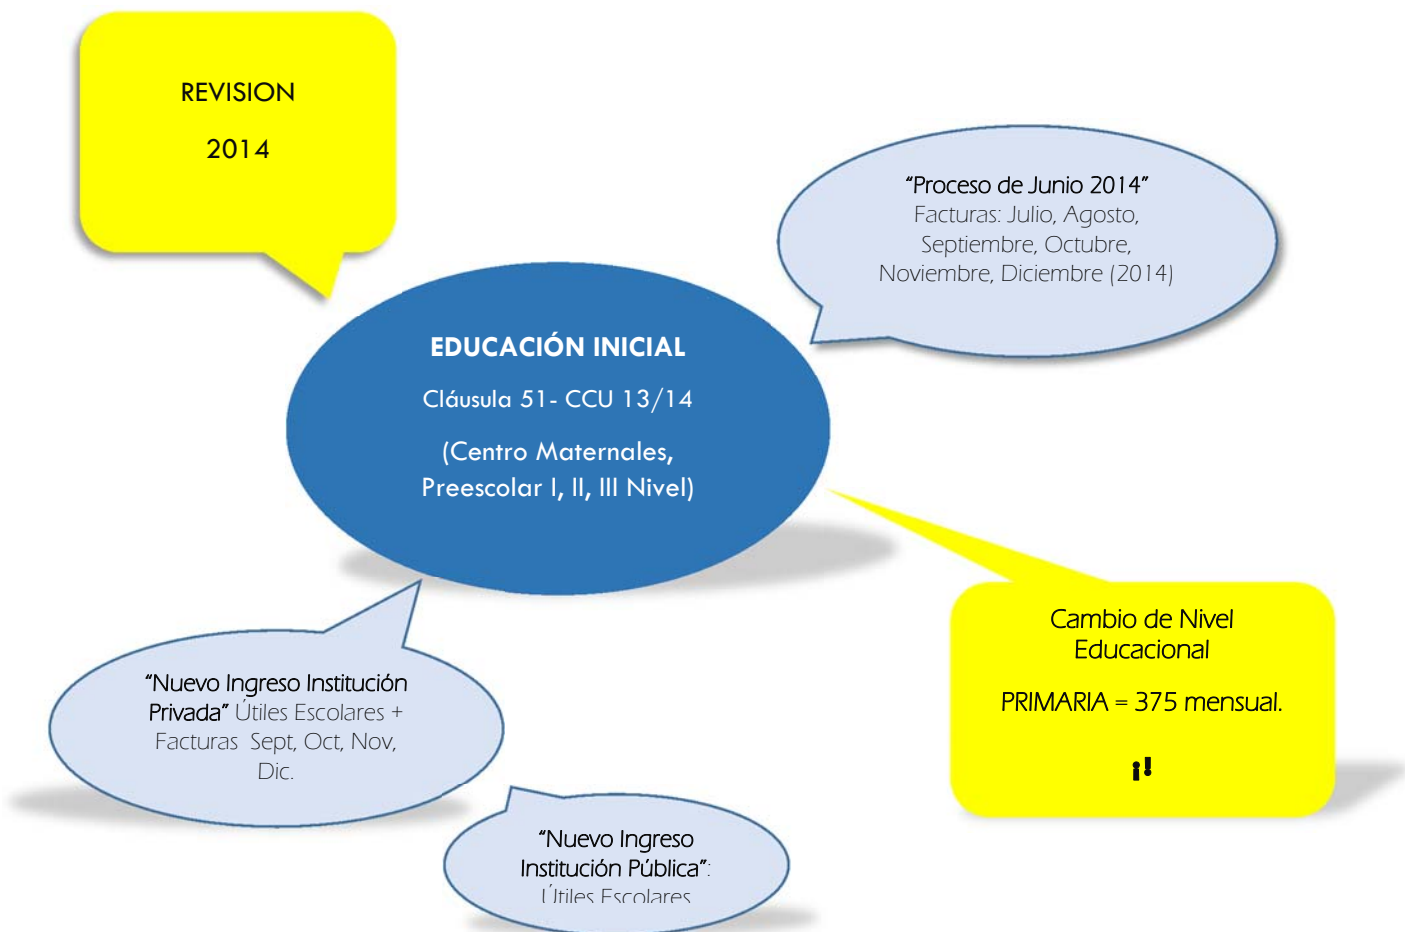 REVISION
2014
“Proceso de Junio 2014”
Facturas: Julio, Agosto,
Septiembre, Octubre,
Noviembre, Diciembre (2014)
EDUCACIÓN INICIAL
Cláusula 51- CCU 13/14
(Centro Maternales,
Preescolar I, II, III Nivel)
“Nuevo Ingreso Institución
Privada” Útiles Escolares +
Facturas Sept, Oct, Nov,
Dic.
Cambio de Nivel
Educacional
PRIMARIA = 375 mensual.
¡!
“Nuevo Ingreso
Institución Pública”:
Útiles Escolares